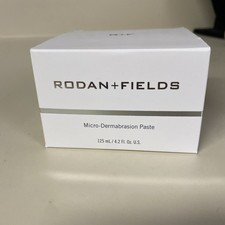 RODAN+FIELDS
Micro-Dermabrasion Paste
125 mL / 4.2 Fl. Oz. U.S.